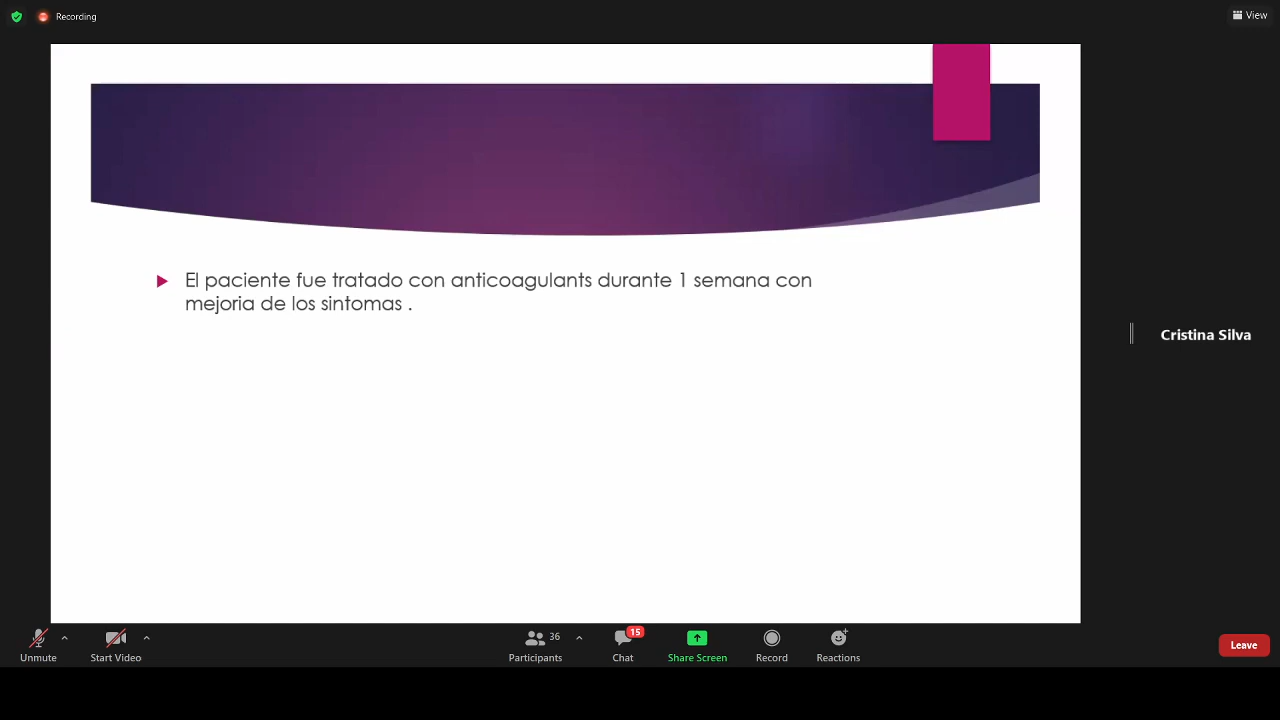 Recording
View
El paciente fue tratado con anticoagulants durante 1 semana con
mejoria de los sintomas .
Cristina Silva
Unmute
Start Video
36
Participants
15
Chat
Share Screen
Record
Reactions
Leave